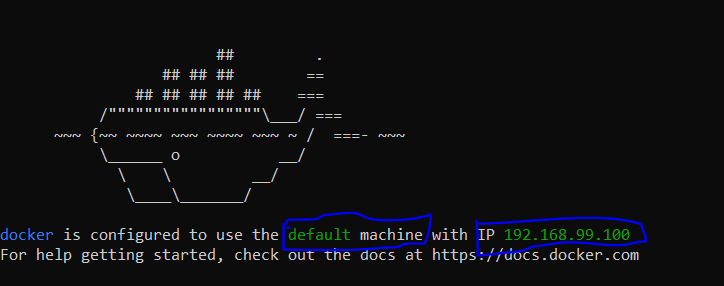 ##         .
                  ## ## ##        ==
               ## ## ## ## ##    ===
           /"""""""""""""""""\___/ ===
      ~~~ {~~ ~~~~ ~~~ ~~~~ ~~~ ~ /  ===- ~~~
           \______ o           __/
             \    \         __/
              \____\_______/
docker is configured to use the default machine with IP 192.168.99.100
For help getting started, check out the docs at https://docs.docker.com